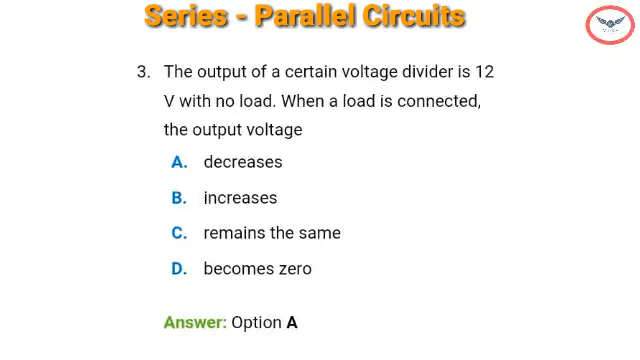 Series - Parallel Circuits
3. The output of a certain voltage divider is 12
V with no load. When a load is connected,
the output voltage
A. decreases
B. increases
C. remains the same
D. becomes zero
Answer: Option A